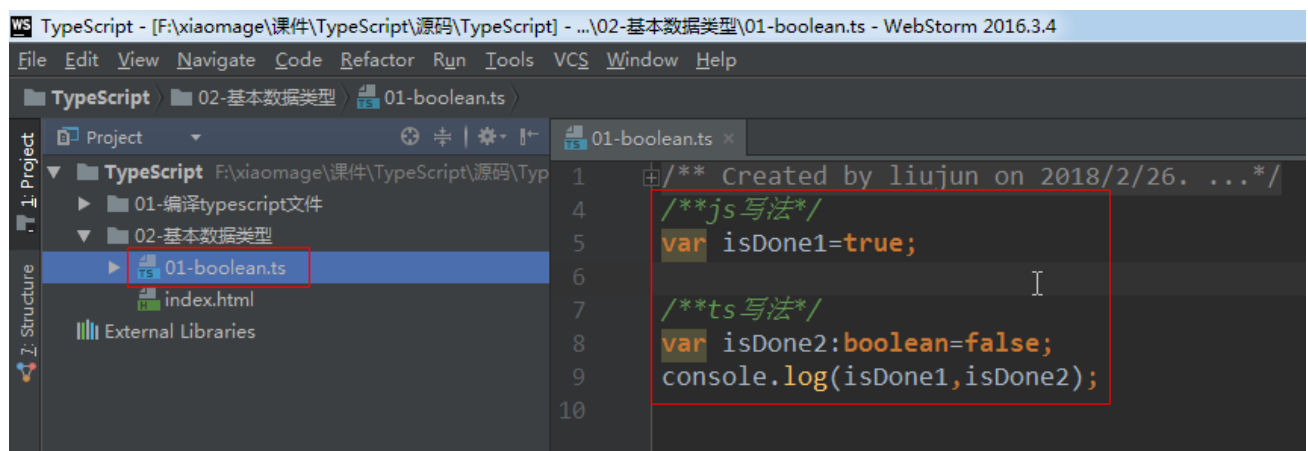 WS TypeScript - [F:\xiaomage\课件\TypeScript\源码\TypeScript] - ...\02-基本数据类型\01-boolean.ts - WebStorm 2016.3.4
File Edit View Navigate Code Refactor Run Tools VCS Window Help
TypeScript 02-基本数据类型 TS 01-boolean.ts
1: Project
7: Structure
Project
TypeScript F:\xiaomage\课件\TypeScript\源码\Typ
01-编译typescript文件
02-基本数据类型
TS 01-boolean.ts
H index.html
External Libraries
TS 01-boolean.ts ×
1 /** Created by liujun on 2018/2/26. ...*/
4 /**js写法*/
5 var isDone1=true;
6
7 /**ts写法*/
8 var isDone2:boolean=false;
9 console.log(isDone1,isDone2);
10